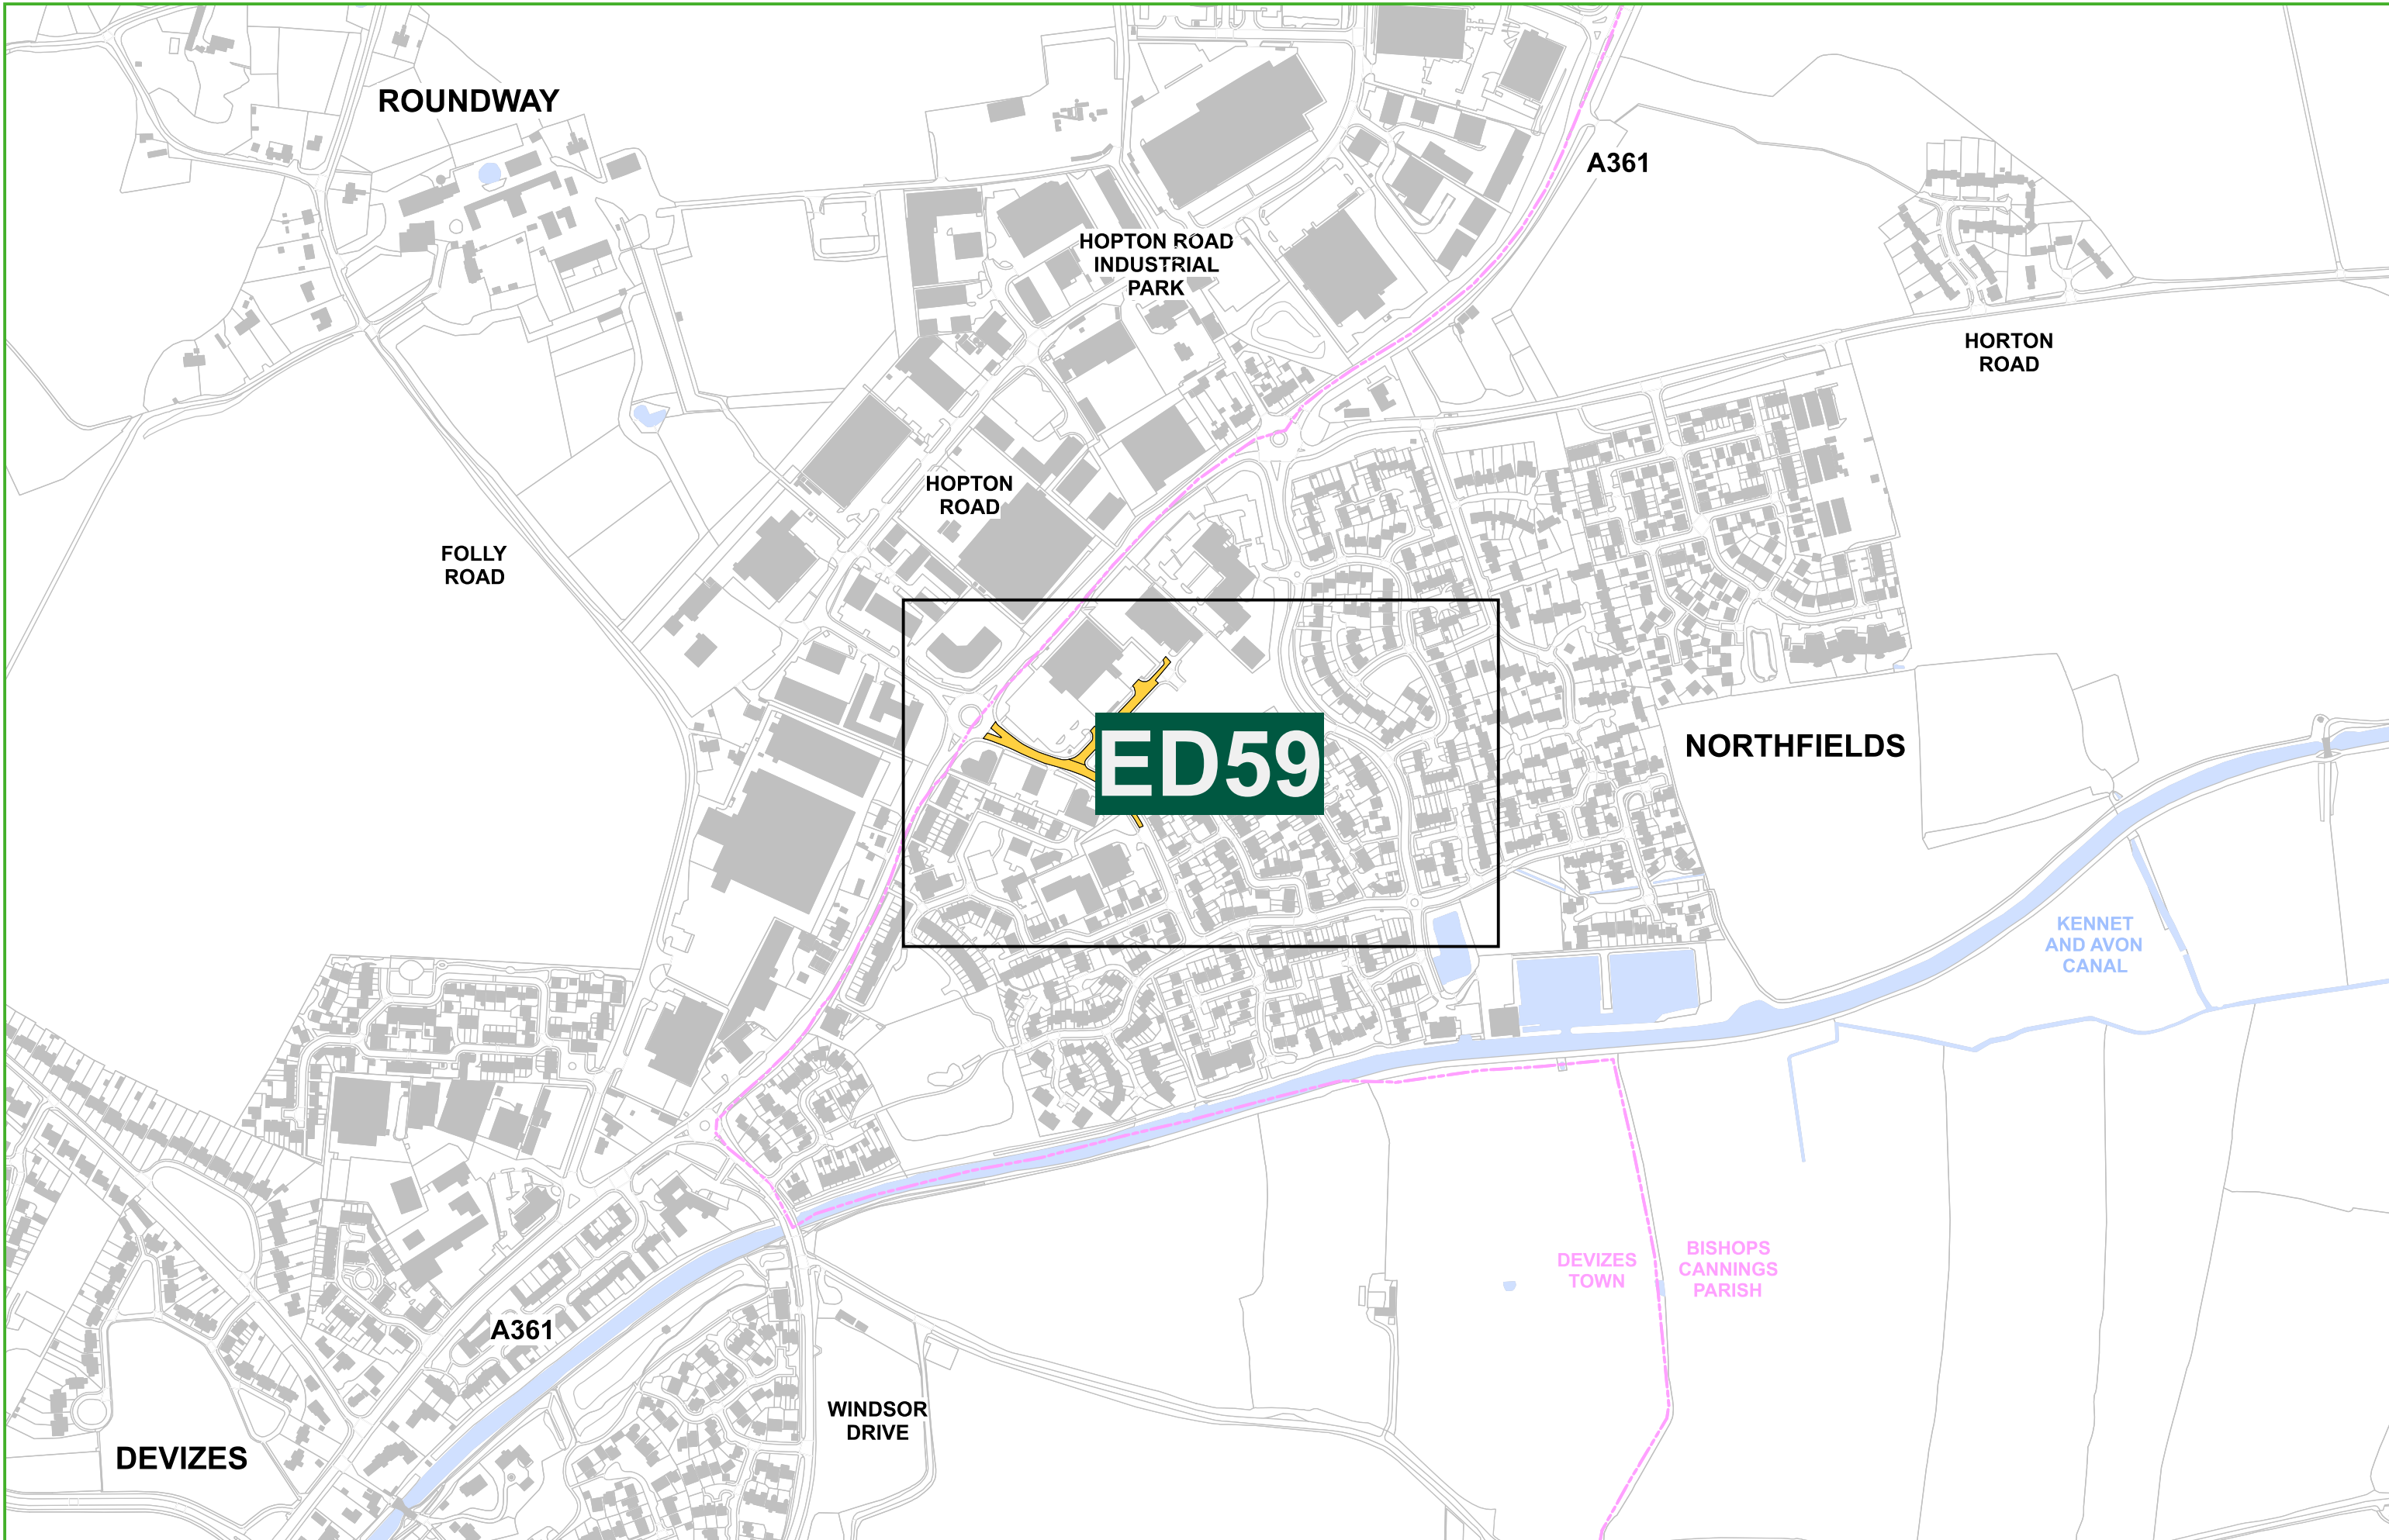 ROUNDWAY
A361
HOPTON ROAD
INDUSTRIAL
PARK
HORTON
ROAD
HOPTON
ROAD
FOLLY
ROAD
NORTHFIELDS
ED59
KENNET
AND AVON
CANAL
DEVIZES
TOWN
BISHOPS
CANNINGS
PARISH
A361
WINDSOR
DRIVE
DEVIZES